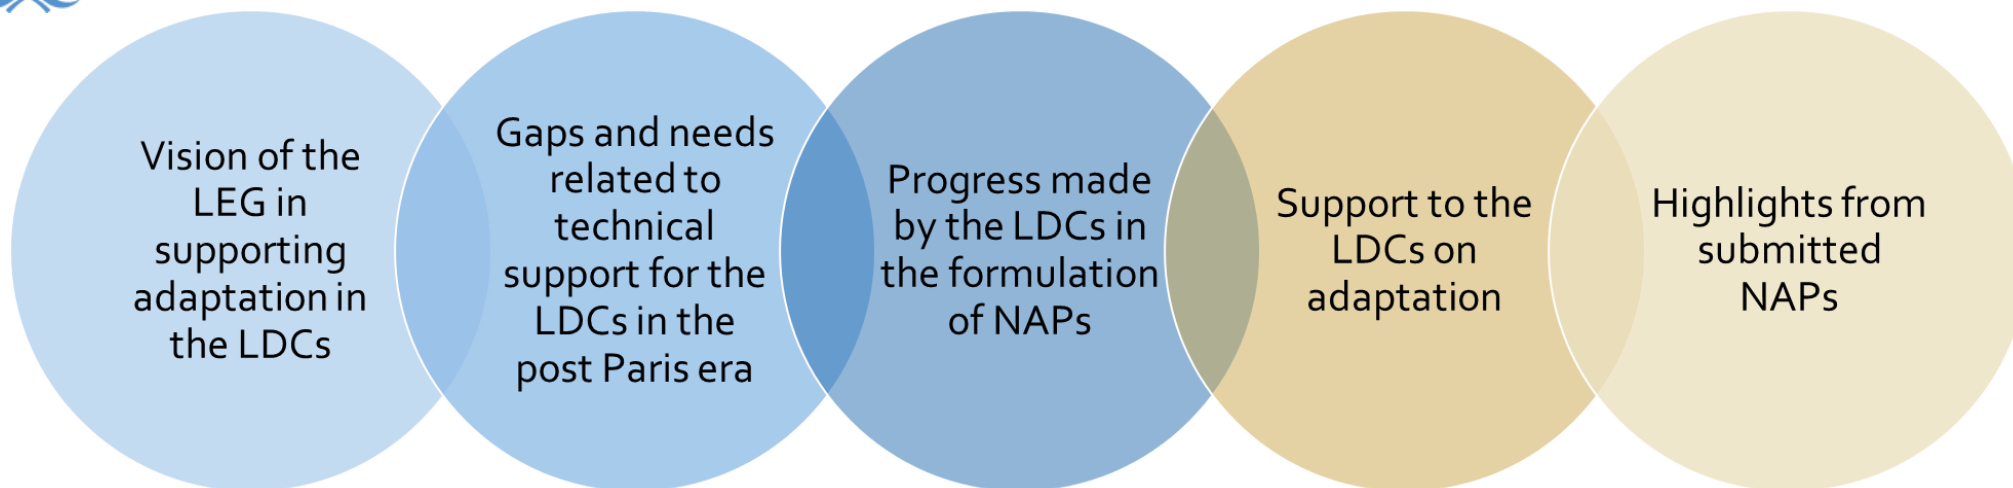 Vision of the
LEG in
supporting
adaptation in
the LDCs
Gaps and needs
related to
technical
support for the
LDCs in the
post Paris era
Progress made
by the LDCs in
the formulation
of NAPs
Support to the
LDCs on
adaptation
Highlights from
submitted
NAPs